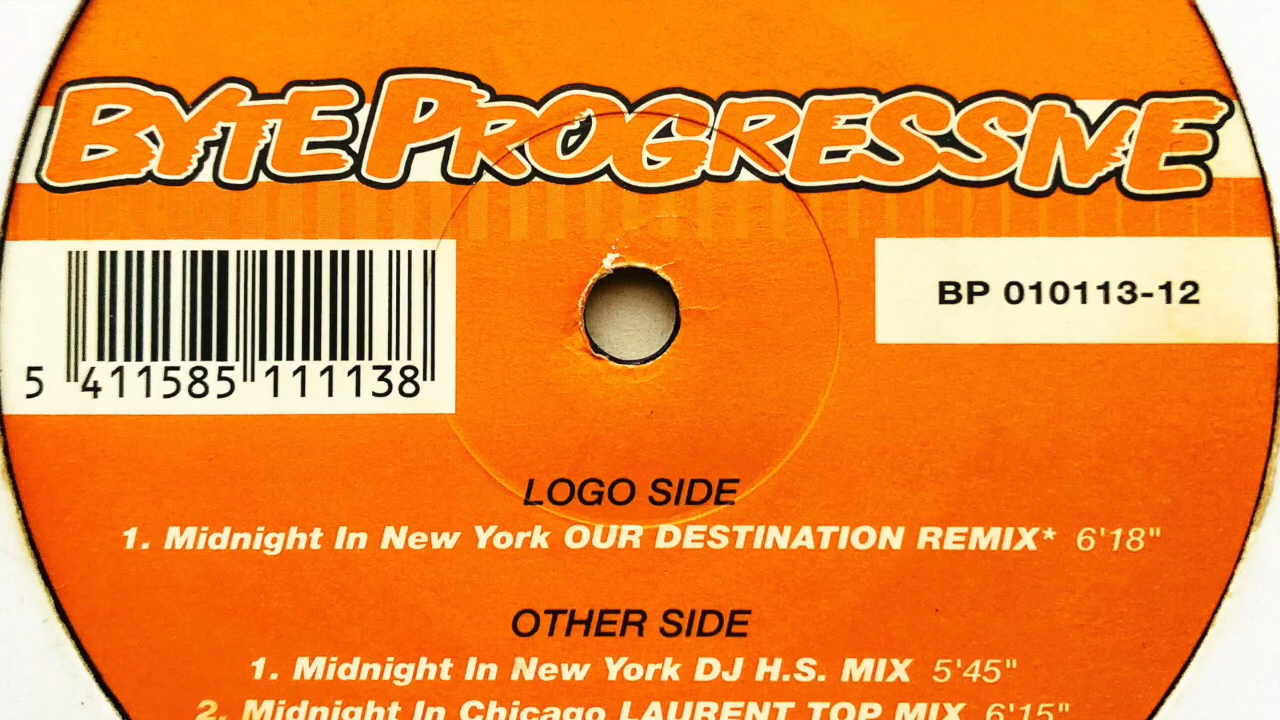 BYTE PROGRESSIVE
BP 010113-12
5 411585 111138
LOGO SIDE
1. Midnight In New York OUR DESTINATION REMIX* 6'18"
OTHER SIDE
1. Midnight In New York DJ H.S. MIX 5'45"
2. Midnight In Chicago LAURENT TOP MIX 6'15"